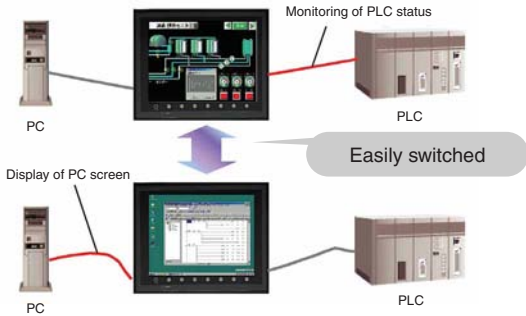 Monitoring of PLC status
PC
PLC
Easily switched
Display of PC screen
PC
PLC